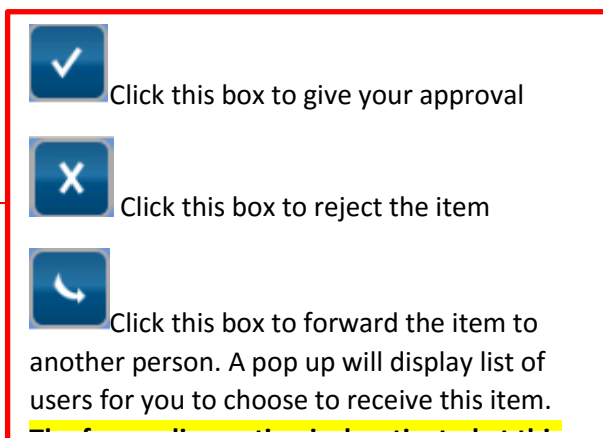 Click this box to give your approval
Click this box to reject the item
Click this box to forward the item to
another person. A pop up will display list of
users for you to choose to receive this item.